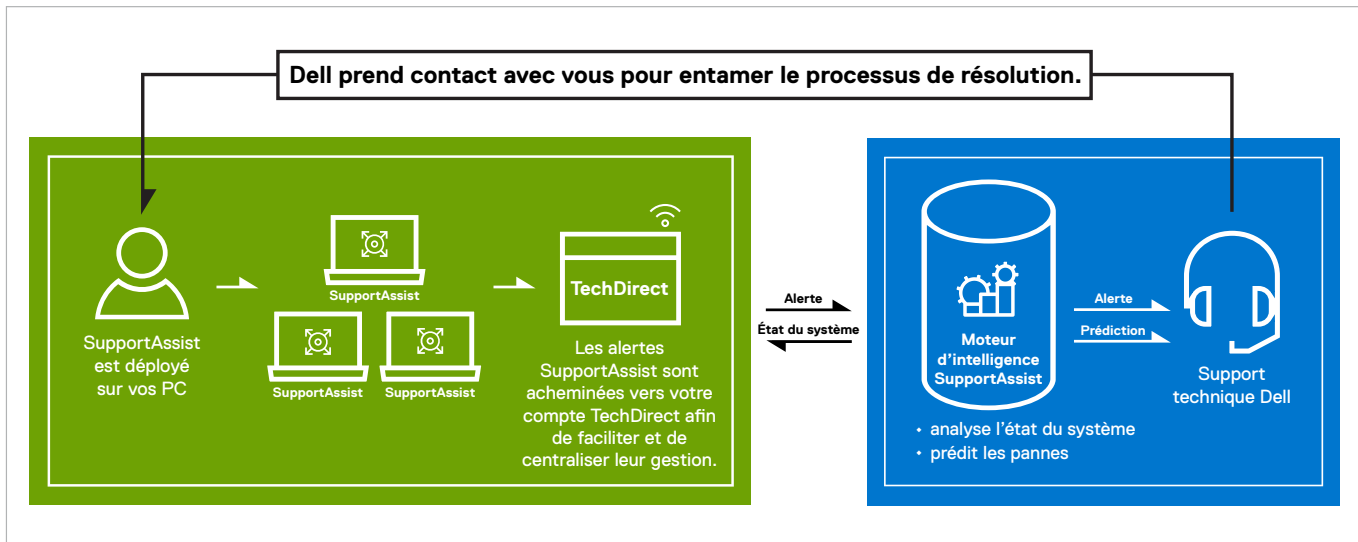 Dell prend contact avec vous pour entamer le processus de résolution.
SupportAssist
est déployé
sur vos PC
SupportAssist
SupportAssist
SupportAssist
TechDirect
Les alertes
SupportAssist sont
acheminées vers votre
compte TechDirect afin
de faciliter et de
centraliser leur gestion.
Alerte
État du système
Moteur
d'intelligence
SupportAssist
• analyse l'état du système
• prédit les pannes
Alerte
Prédiction
Support
technique Dell